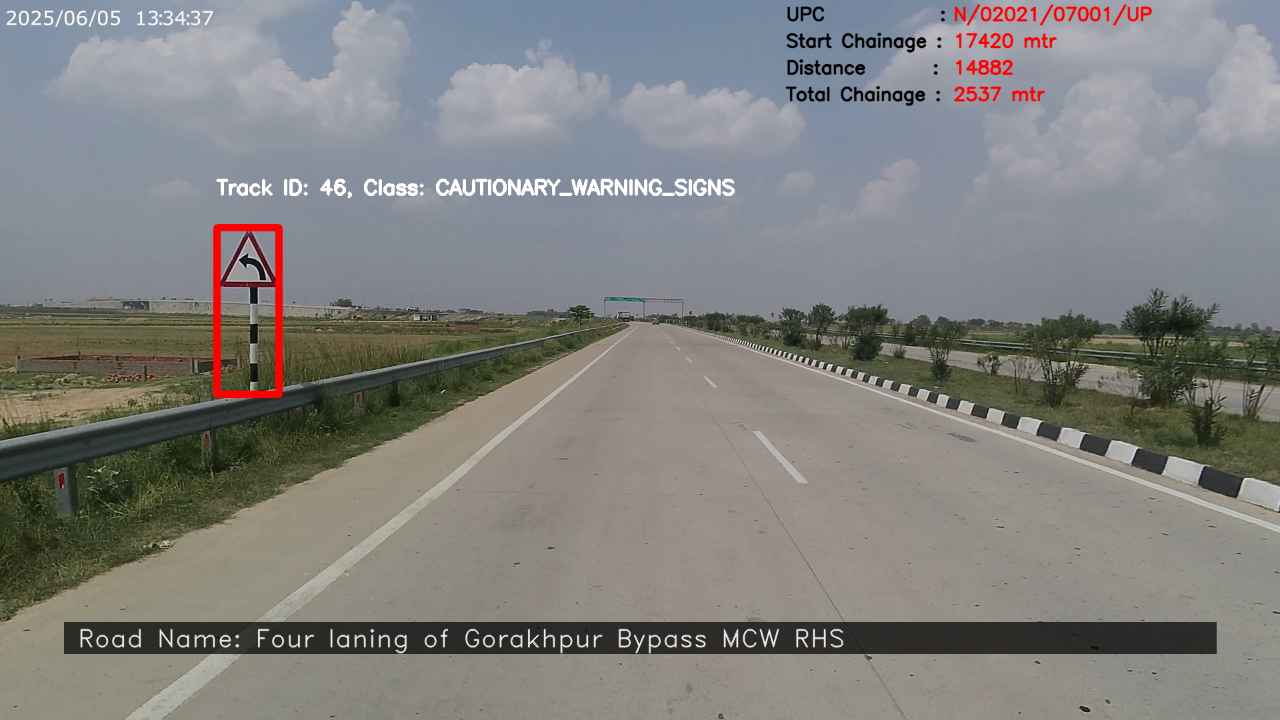 2025/06/05 13:34:37
UPC : N/02021/07001/UP
Start Chainage : 17420 mtr
Distance : 14882
Total Chainage : 2537 mtr
Track ID: 46, Class: CAUTIONARY_WARNING_SIGNS
Road Name: Four laning of Gorakhpur Bypass MCW RHS